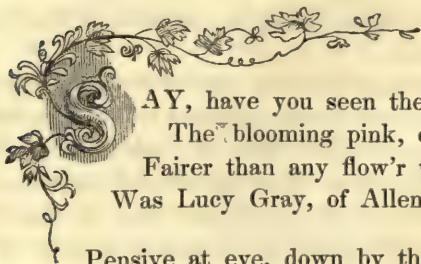 SAY, have you seen the
The blooming pink,
Fairer than any flow'r
Was Lucy Gray, of Allen
Pensive at eve, down by th